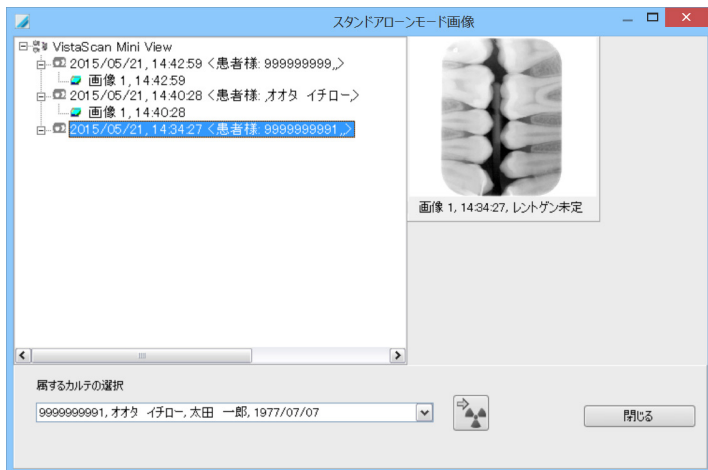 スタンドアローンモード画像
VistaScan Mini View
2015/05/21, 14:42:59 <患者様: 999999999,,>
画像 1, 14:42:59
2015/05/21, 14:40:28 <患者様: ,オオタ イチロー>
画像 1, 14:40:28
2015/05/21, 14:34:27 <患者様: 9999999991,,>
画像 1, 14:34:27, レントゲン未定
属するカルテの選択
9999999991, オオタ イチロー, 太田 一郎, 1977/07/07
閉じる